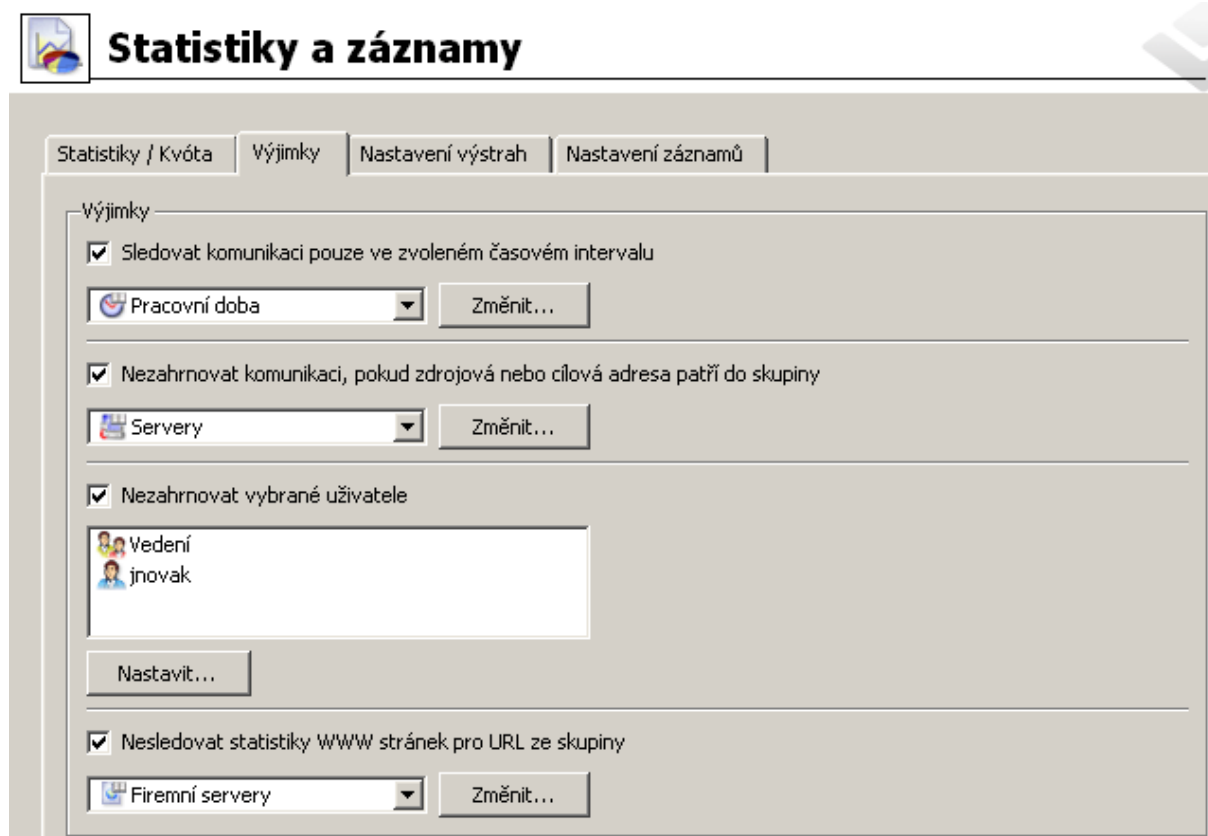 Statistiky a záznamy
Statistiky / Kvóta Výjimky Nastavení výstrah Nastavení záznamů
Výjimky
Sledovat komunikaci pouze ve zvoleném časovém intervalu
Pracovní doba Změnit...
Nezahrnovat komunikaci, pokud zdrojová nebo cílová adresa patří do skupiny
Servery Změnit...
Nezahrnovat vybrané uživatele
Vedení
jnovak
Nastavit...
Nesledovat statistiky WWW stránek pro URL ze skupiny
Firemní servery Změnit...